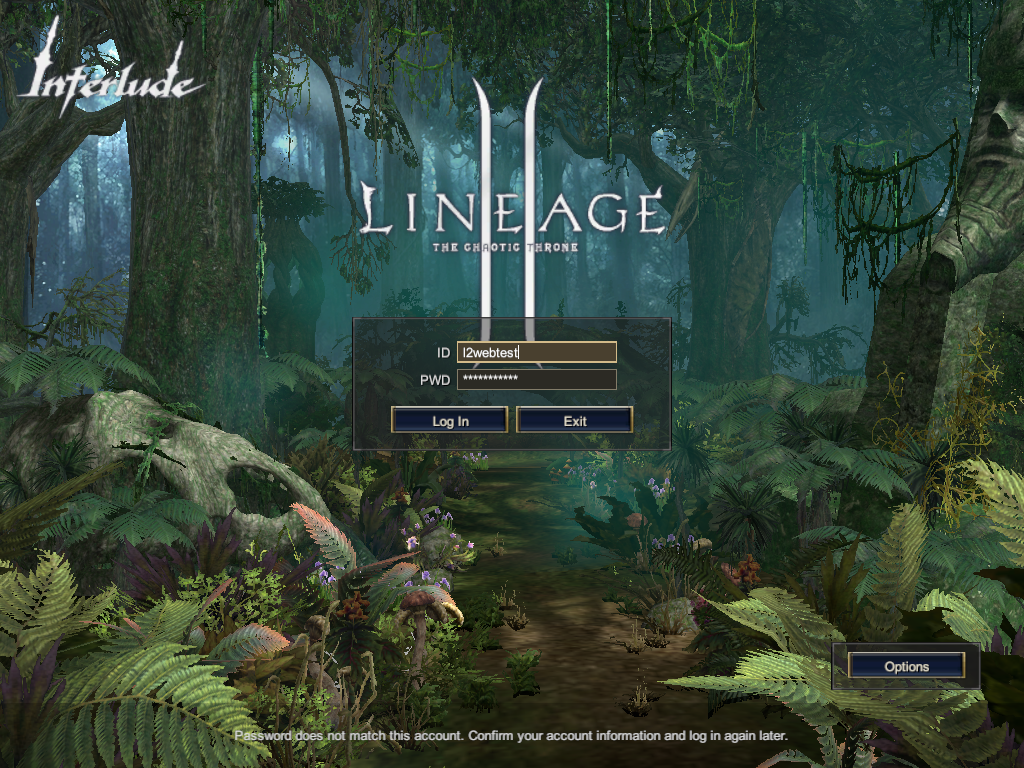 Interlude
LINEAGE
II
THE CHAOTIC THRONE
ID l2webtest
PWD ***********
Log In Exit
Options
Password does not match this account. Confirm your account information and log in again later.